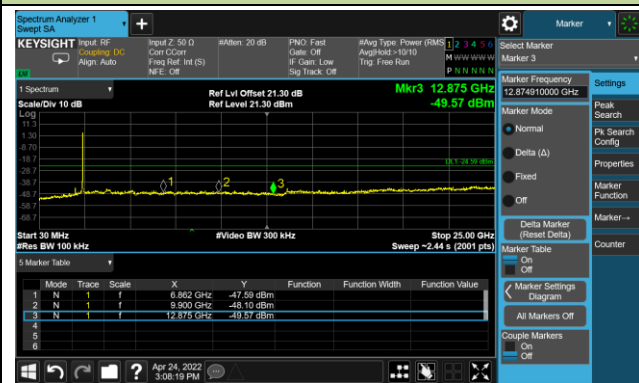 Spectrum Analyzer 1
Swept SA
+
Marker
KEYSIGHT
Input: RF
Coupling: DC
Align: Auto
Input Z: 50 Ω
Corr CCorr
Freq Ref: Int (S)
NFE: Off
#Atten: 20 dB
PNO: Fast
Gate: Off
IF Gain: Low
Sig Track: Off
#Avg Type: Power (RMS
Avg|Hold:>10/10
Trig: Free Run
1 2 3 4 5 6
M W W W W W
P N N N N N
Select Marker
Marker 3
1 Spectrum
Scale/Div 10 dB
Ref Lvl Offset 21.30 dB
Ref Level 21.30 dBm
Mkr3 12.875 GHz
-49.57 dBm
Log
11.3
1.30
-8.70
-18.7
-28.7
-38.7
-48.7
-58.7
-68.7
DL1 -24.59 dBm
1
2
3
Start 30 MHz
#Res BW 100 kHz
#Video BW 300 kHz
Stop 25.00 GHz
Sweep ~2.44 s (2001 pts)
5 Marker Table
Mode Trace Scale X Y Function Function Width Function Value
1 N 1 f 6.862 GHz -47.59 dBm
2 N 1 f 9.900 GHz -48.10 dBm
3 N 1 f 12.875 GHz -49.57 dBm
4
5
6
Marker Frequency
12.874910000 GHz
Marker Mode
Normal
Delta (Δ)
Fixed
Off
Delta Marker
(Reset Delta)
Marker Table
On
Off
Marker Settings
Diagram
All Markers Off
Couple Markers
On
Off
Settings
Peak
Search
Pk Search
Config
Properties
Marker
Function
Marker→
Counter
?
Apr 24, 2022
3:08:19 PM